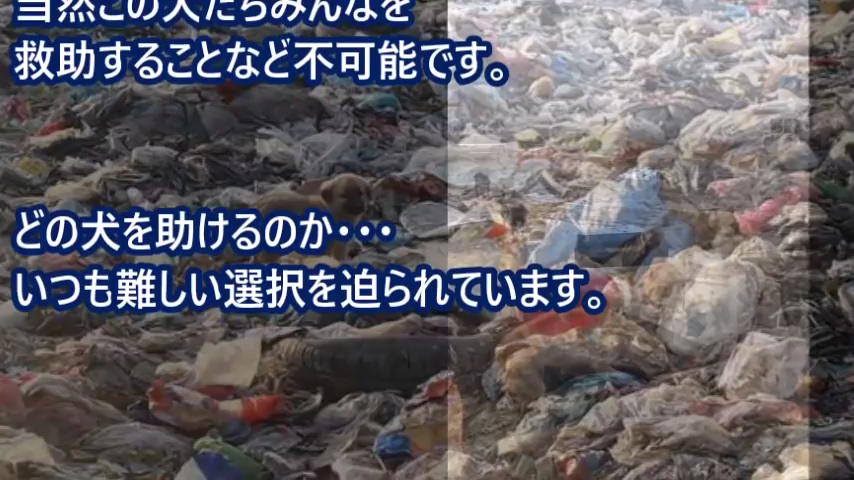 当然この犬たちみんなを
救助することなど不可能です。
どの犬を助けるのか・・・
いつも難しい選択を迫られています。